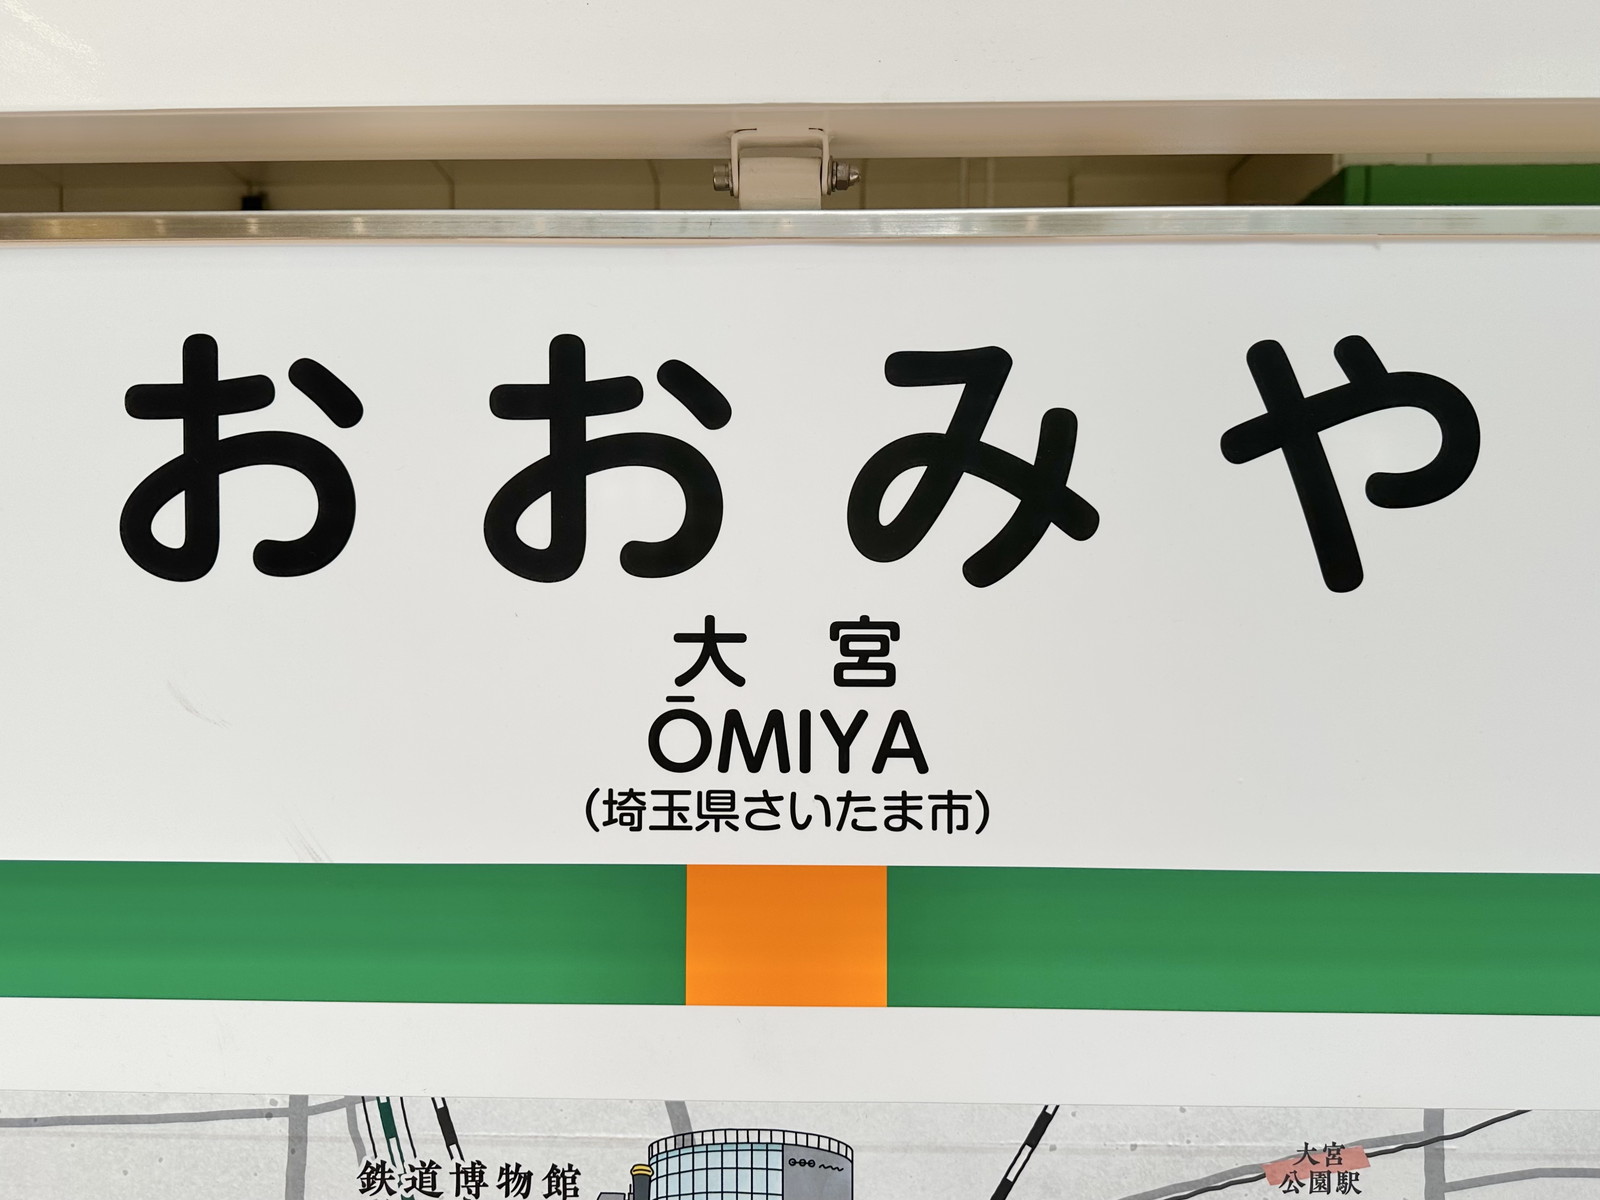 おおみや
大宮
ŌMIYA
(埼玉県さいたま市)
鉄道博物館
大宮
公園駅